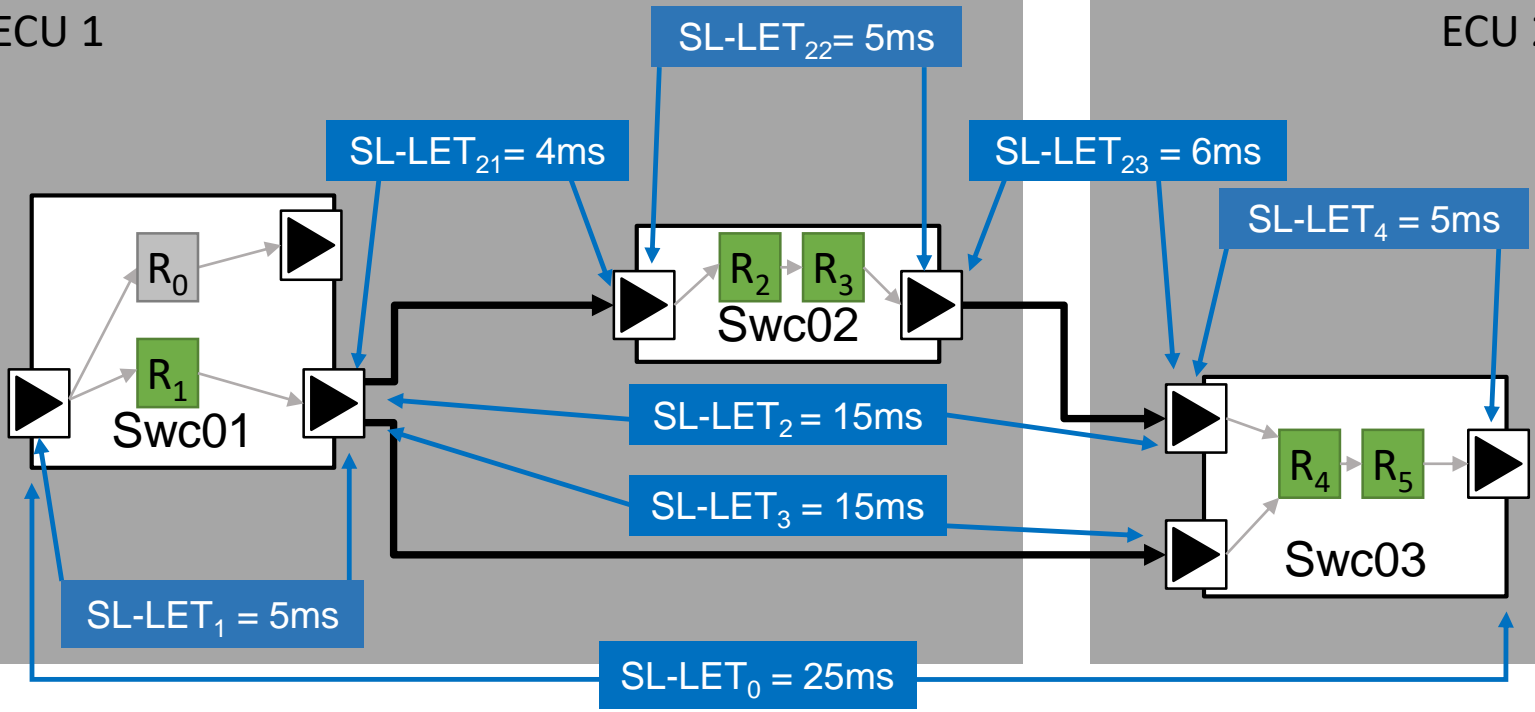 ECU 1
ECU 2
SL-LET₂₂= 5ms
SL-LET₂₁= 4ms
SL-LET₂₃ = 6ms
SL-LET₄ = 5ms
R₀
R₂
R₃
Swc02
R₁
Swc01
SL-LET₂ = 15ms
R₄
R₅
SL-LET₃ = 15ms
Swc03
SL-LET₁ = 5ms
SL-LET₀ = 25ms